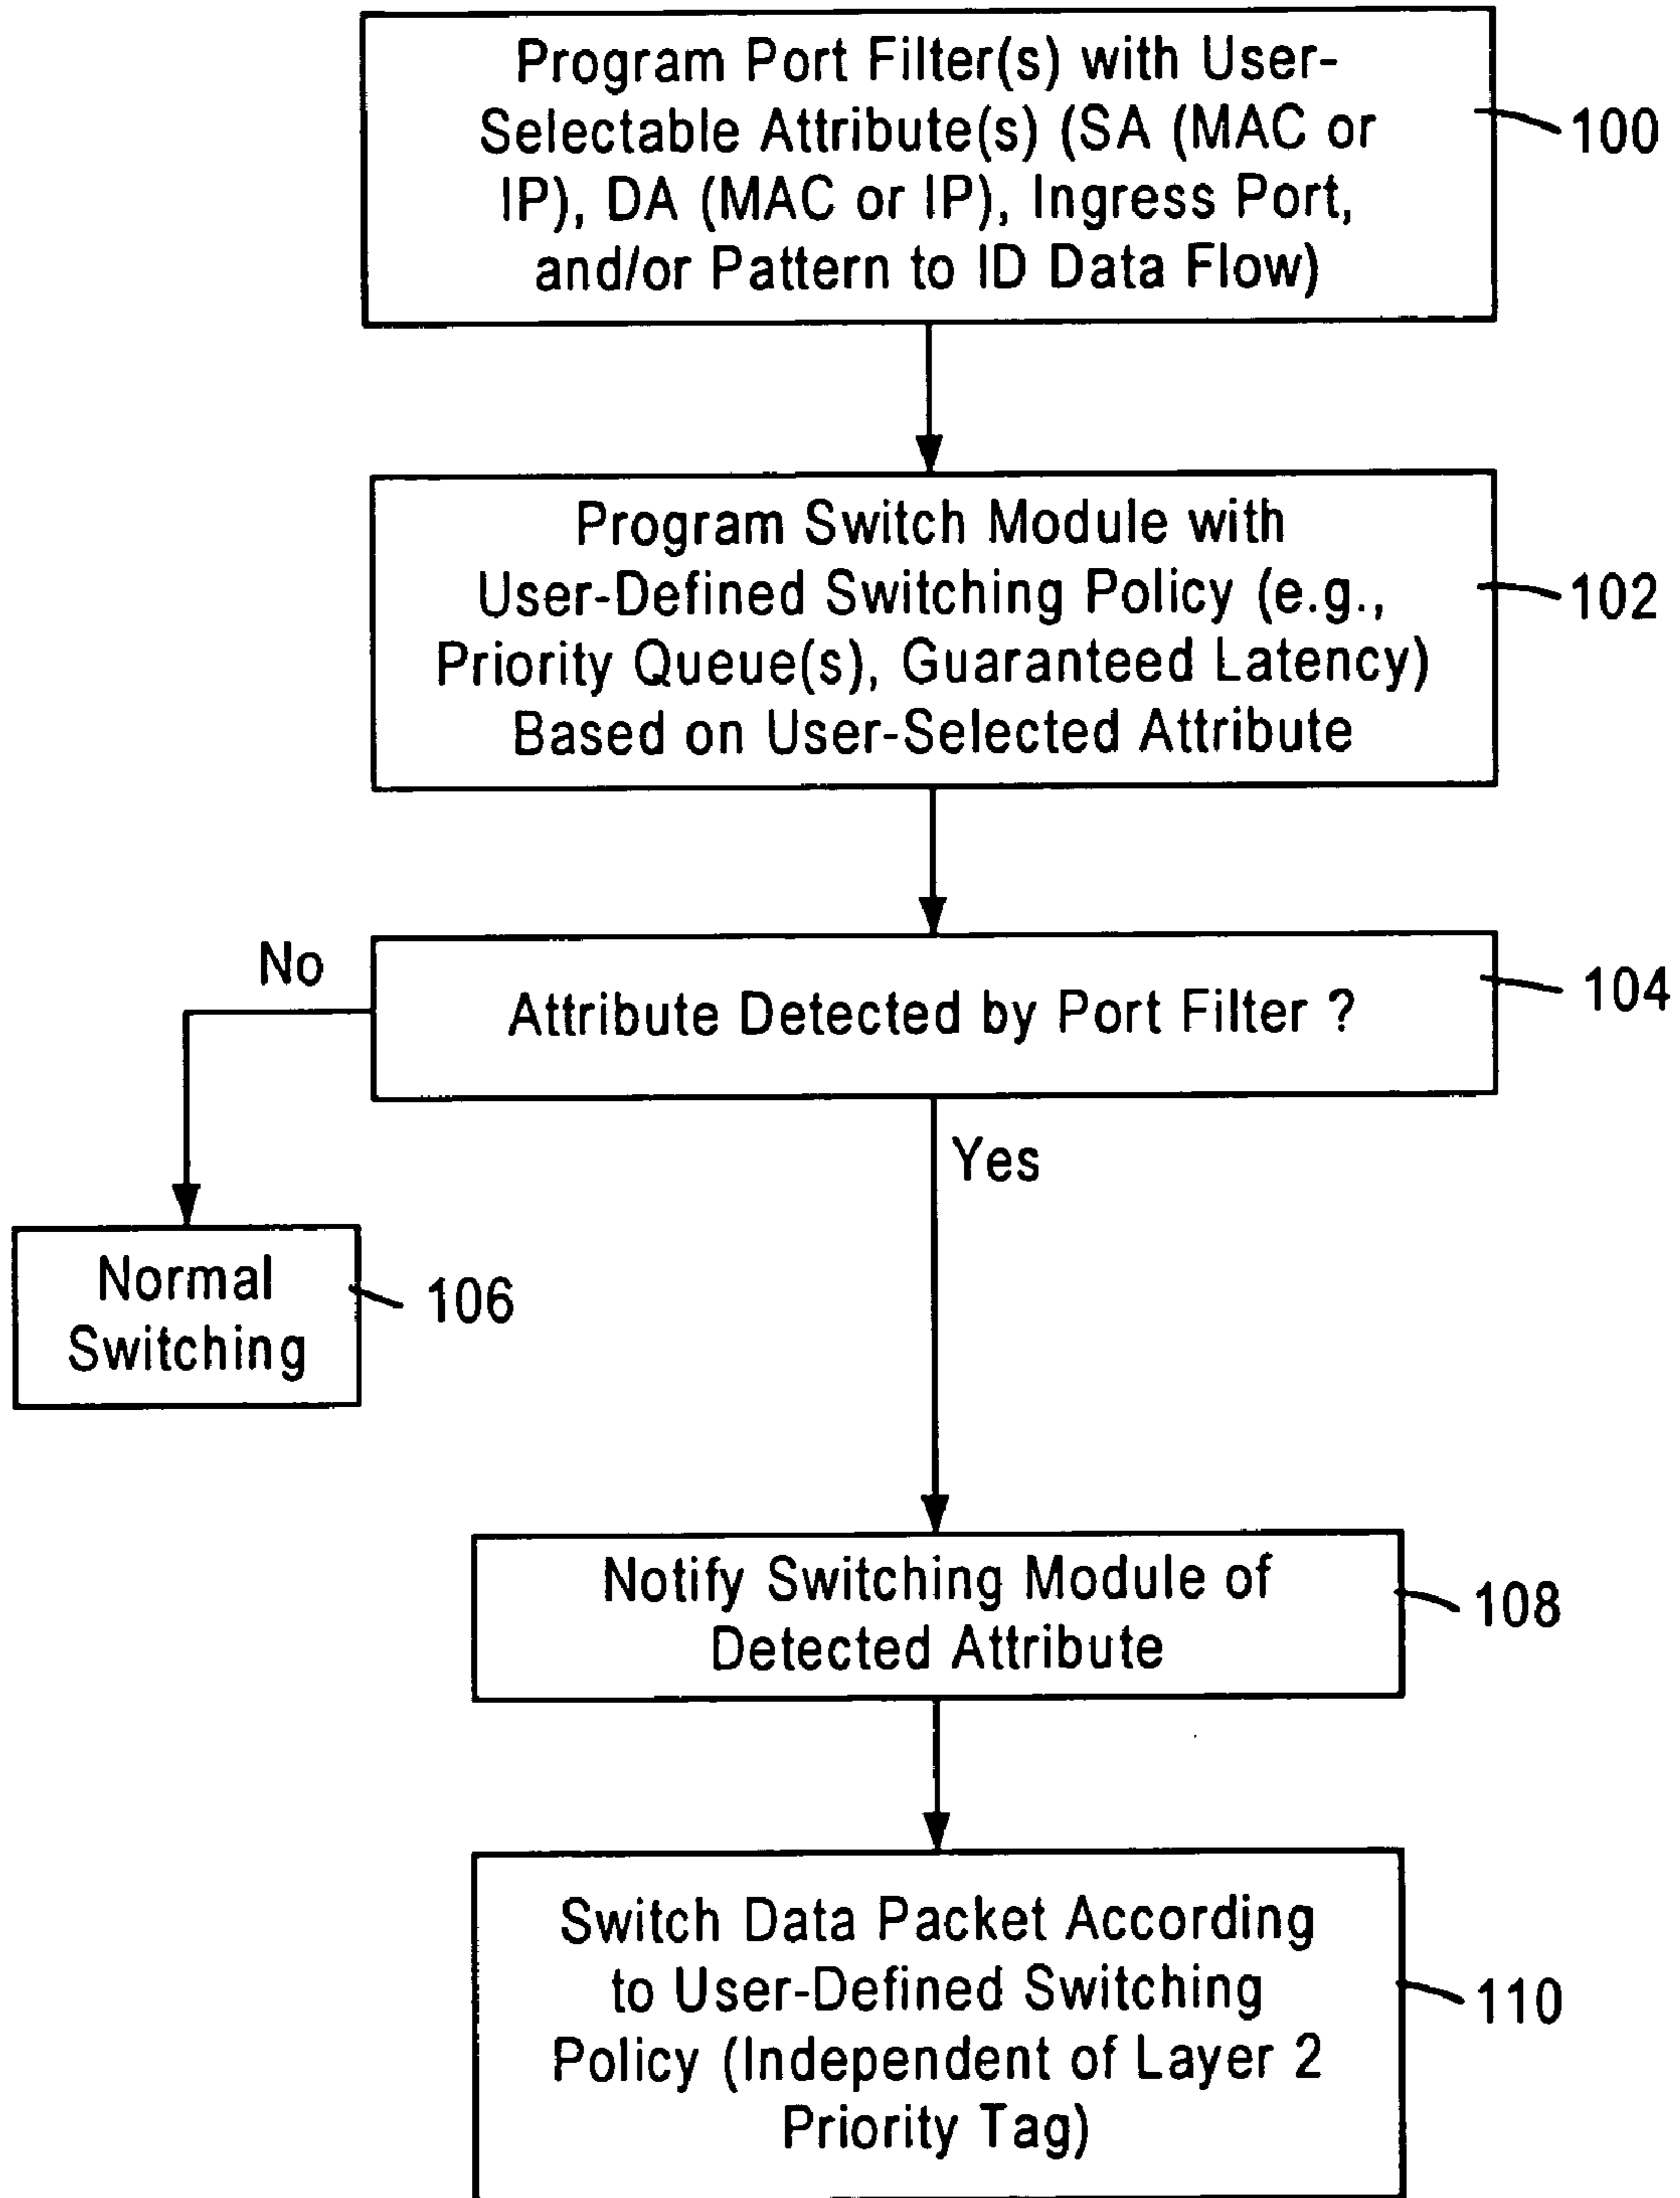 Program Port Filter(s) with User-
Selectable Attribute(s) (SA (MAC or
IP), DA (MAC or IP), Ingress Port,
and/or Pattern to ID Data Flow)
100
Program Switch Module with
User-Defined Switching Policy (e.g.,
Priority Queue(s), Guaranteed Latency)
Based on User-Selected Attribute
102
No
Attribute Detected by Port Filter ?
104
Yes
Normal
Switching
106
Notify Switching Module of
Detected Attribute
108
Switch Data Packet According
to User-Defined Switching
Policy (Independent of Layer 2
Priority Tag)
110